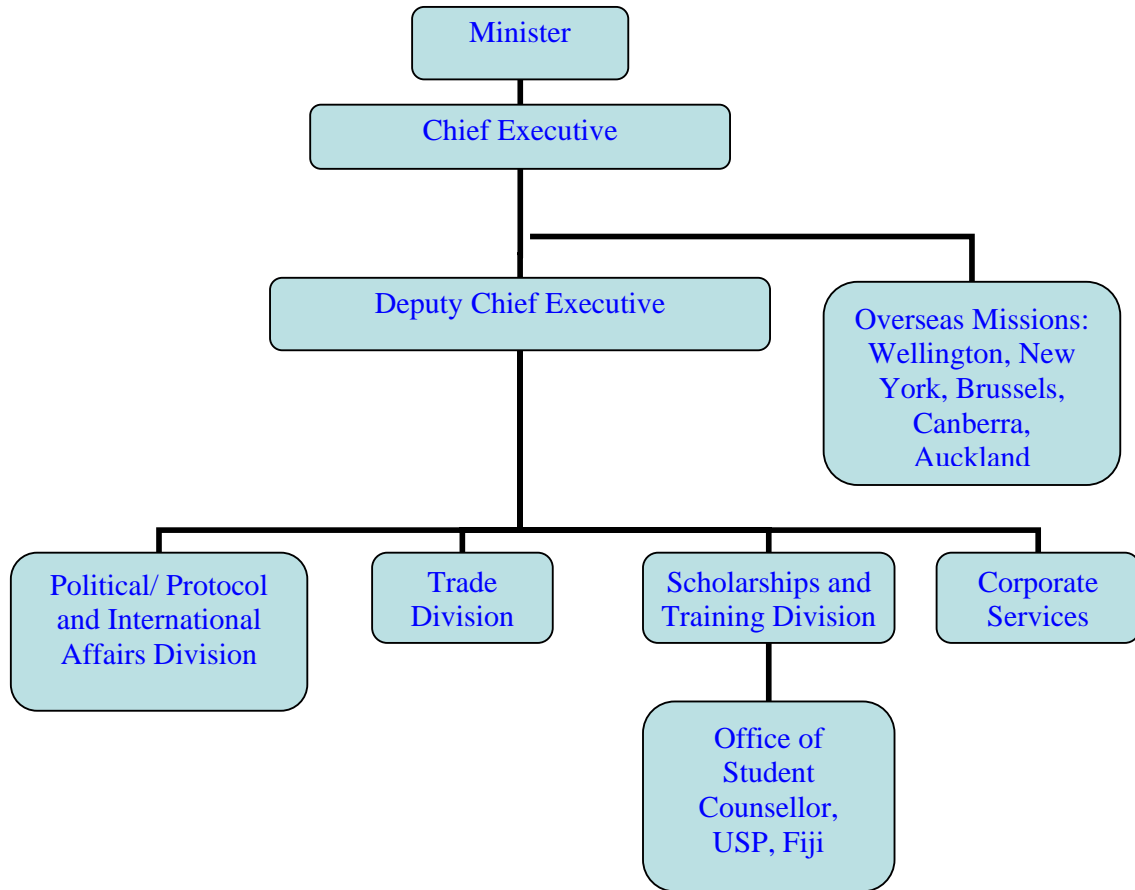 Minister
Chief Executive
Deputy Chief Executive
Overseas Missions:
Wellington, New
York, Brussels,
Canberra,
Auckland
Political/ Protocol
and International
Affairs Division
Trade
Division
Scholarships and
Training Division
Corporate
Services
Office of
Student
Counsellor,
USP, Fiji